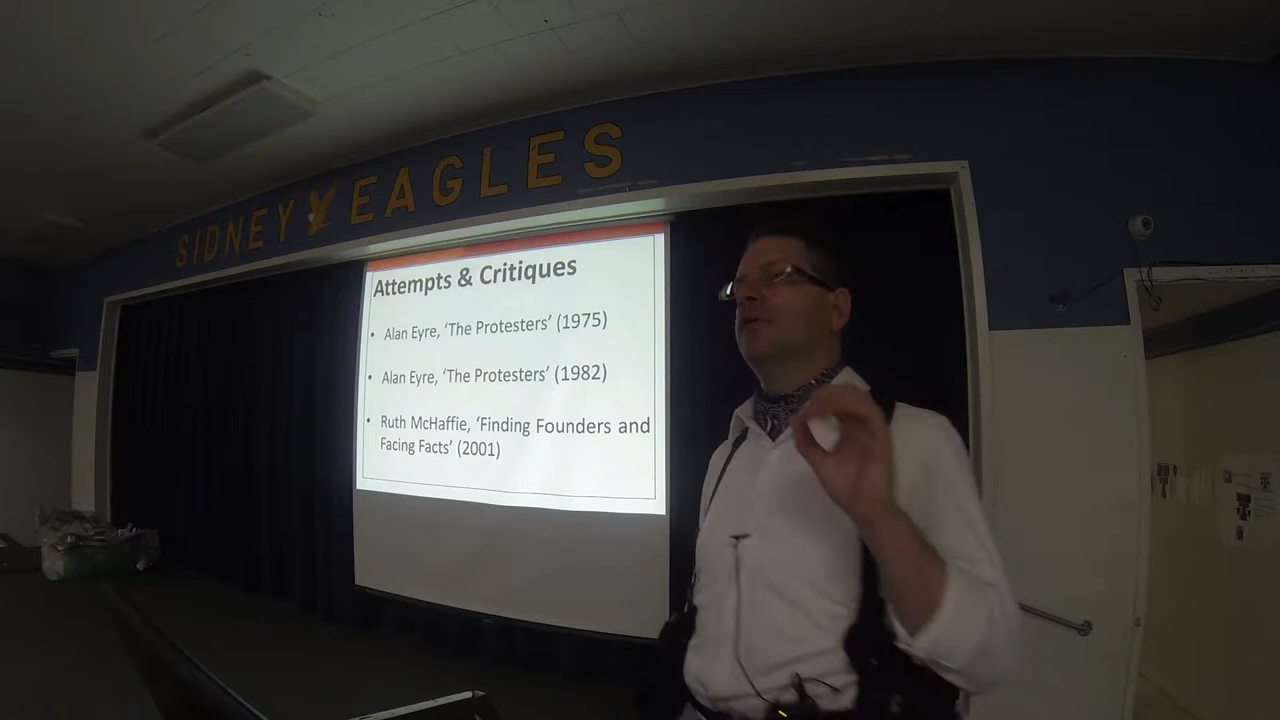 SIDNEY EAGLES
Attempts & Critiques
• Alan Eyre, ‘The Protesters’ (1975)
• Alan Eyre, ‘The Protesters’ (1982)
• Ruth McHaffie, ‘Finding Founders and
Facing Facts’ (2001)